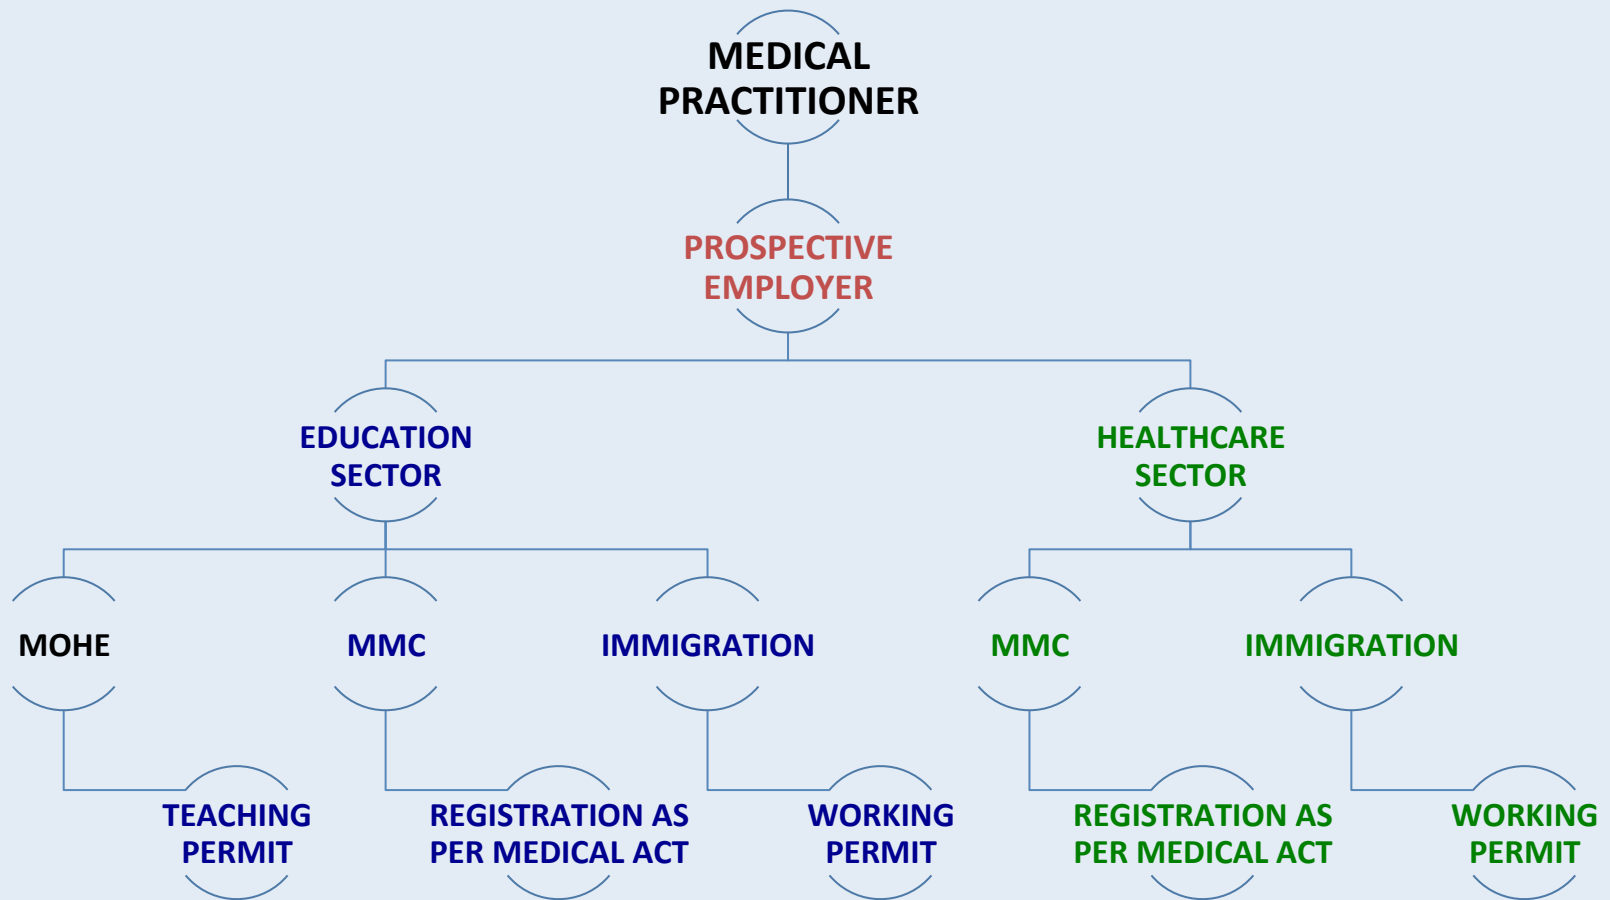 MEDICAL
PRACTITIONER
PROSPECTIVE
EMPLOYER
EDUCATION
SECTOR
HEALTHCARE
SECTOR
MOHE
MMC
IMMIGRATION
MMC
IMMIGRATION
TEACHING
PERMIT
REGISTRATION AS
PER MEDICAL ACT
WORKING
PERMIT
REGISTRATION AS
PER MEDICAL ACT
WORKING
PERMIT